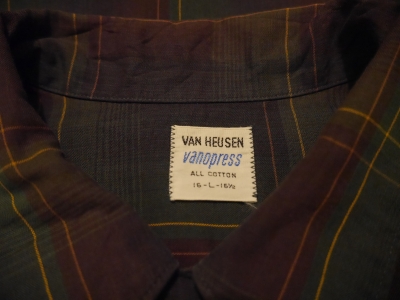 VAN HEUSEN
vanopress
ALL COTTON
16-L-16½